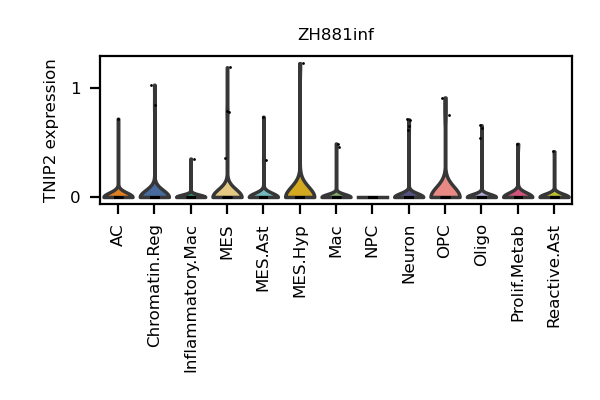 ZH881inf
TNIP2 expression
1
0
AC
Chromatin.Reg
Inflammatory.Mac
MES
MES.Ast
MES.Hyp
Mac
NPC
Neuron
OPC
Oligo
Prolif.Metab
Reactive.Ast